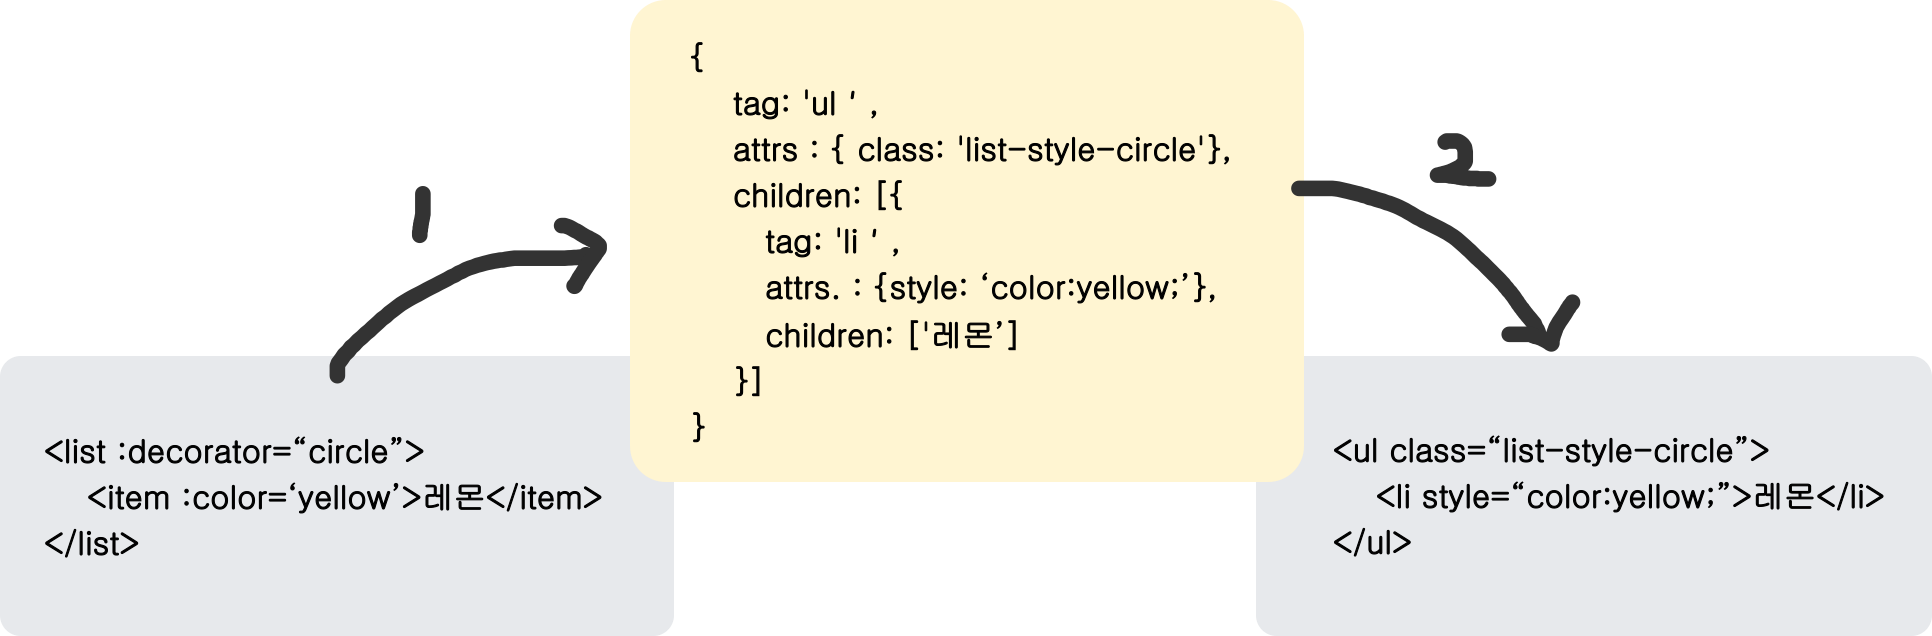 1
2
{
tag: 'ul ' ,
attrs : { class: 'list-style-circle'},
children: [{
tag: 'li ' ,
attrs. : {style: ‘color:yellow;’},
children: ['레몬’]
}]
}
<list :decorator=“circle”>
<item :color=‘yellow’>레몬</item>
</list>
<ul class=“list-style-circle”>
<li style=“color:yellow;”>레몬</li>
</ul>